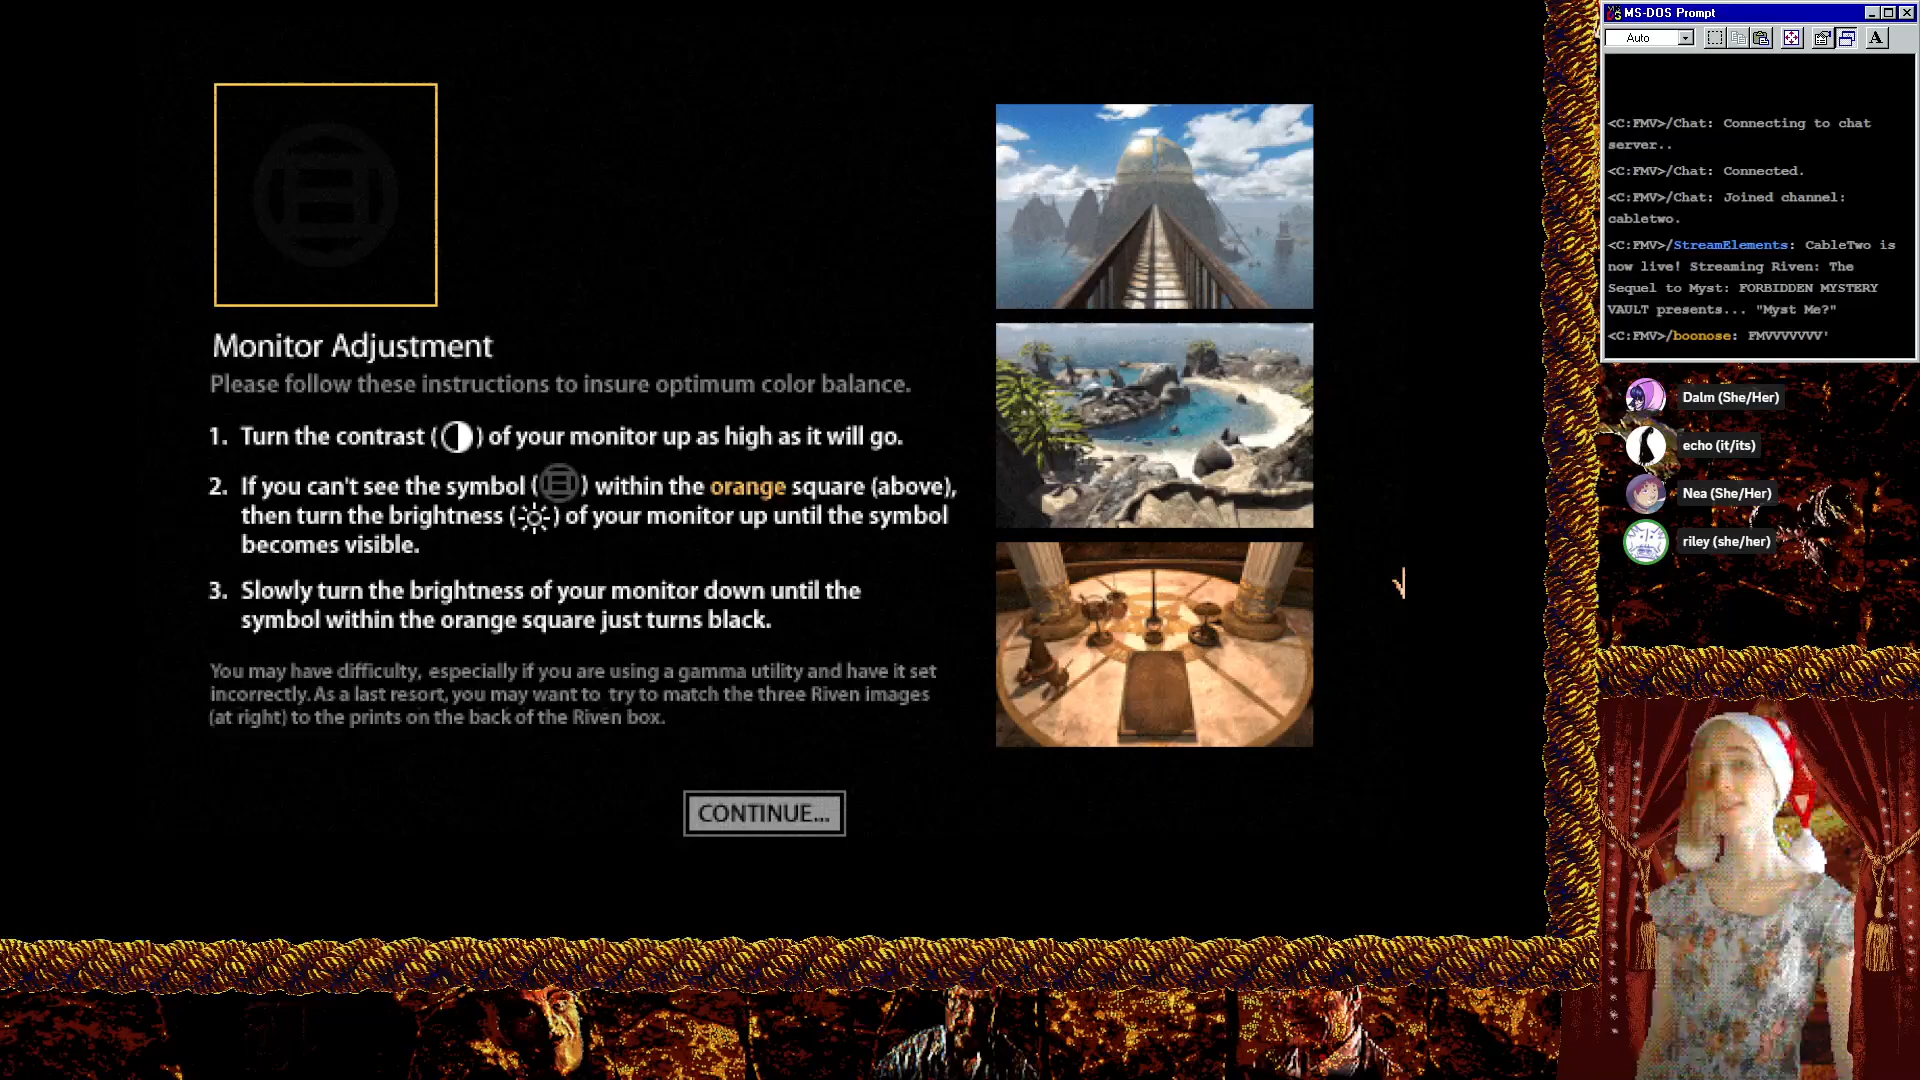 Monitor Adjustment
Please follow these instructions to insure optimum color balance.
1. Turn the contrast ( ) of your monitor up as high as it will go.
2. If you can't see the symbol ( ) within the orange square (above),
then turn the brightness ( ) of your monitor up until the symbol
becomes visible.
3. Slowly turn the brightness of your monitor down until the
symbol within the orange square just turns black.
You may have difficulty, especially if you are using a gamma utility and have it set
incorrectly. As a last resort, you may want to try to match the three Riven images
(at right) to the prints on the back of the Riven box.
CONTINUE...
MS-DOS Prompt
Auto
A
<C:FMV>/Chat: Connecting to chat
server..
<C:FMV>/Chat: Connected.
<C:FMV>/Chat: Joined channel:
cabletwo.
<C:FMV>/StreamElements: CableTwo is
now live! Streaming Riven: The
Sequel to Myst: FORBIDDEN MYSTERY
VAULT presents... "Myst Me?"
<C:FMV>/boonose: FMVVVVVVV'
Dalm (She/Her)
echo (it/its)
Nea (She/Her)
riley (she/her)